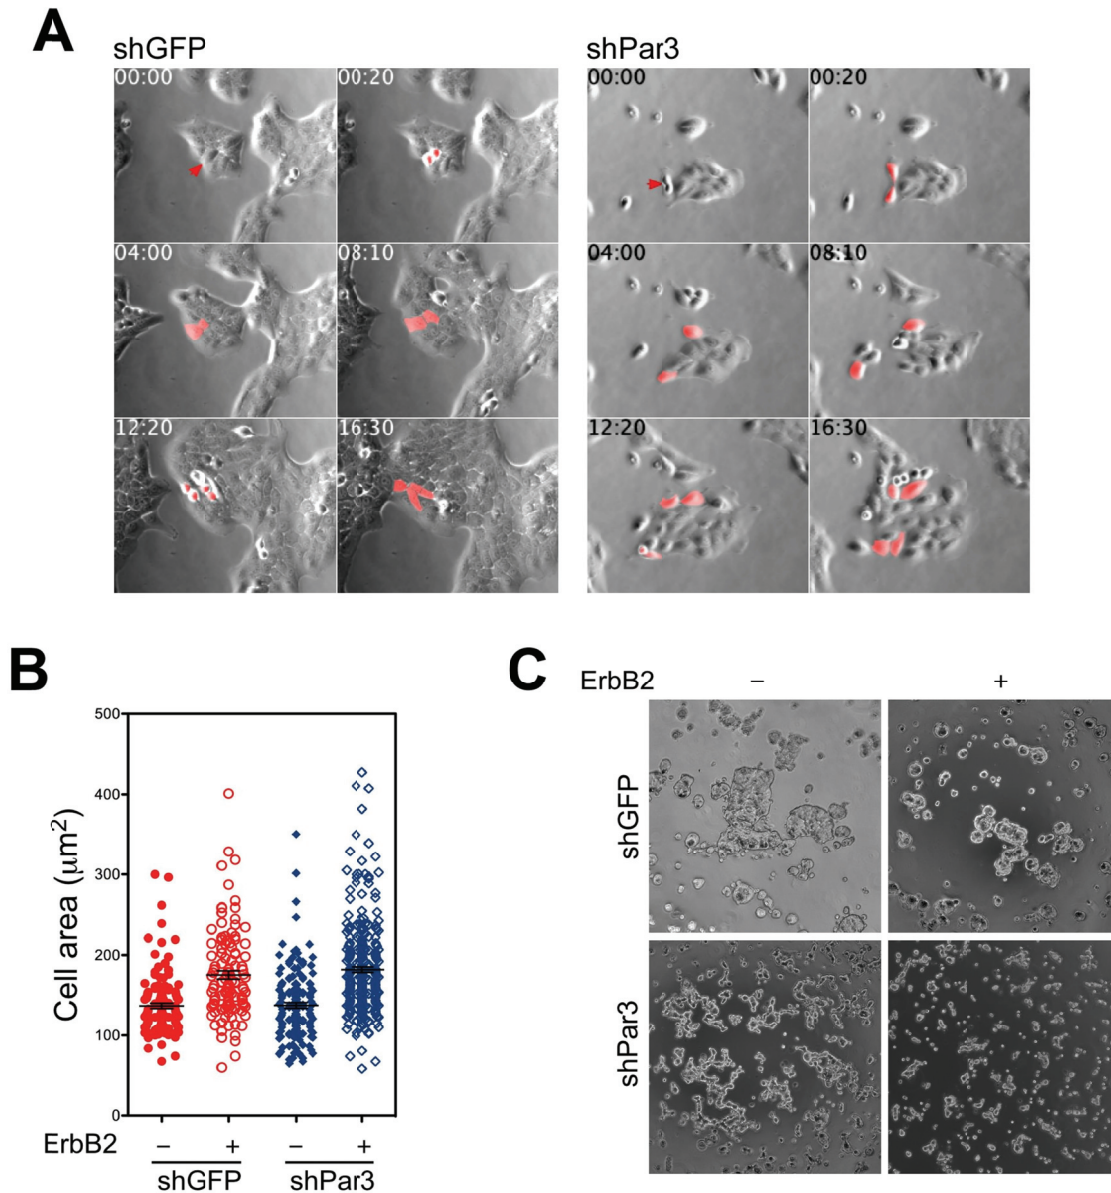 A
shGFP
shPar3
00:00
00:20
00:00
00:20
04:00
08:10
04:00
08:10
12:20
16:30
12:20
16:30
B
Cell area (μm²)
500
400
300
200
100
0
ErbB2 – + – +
shGFP shPar3
C
ErbB2 – +
shGFP
shPar3